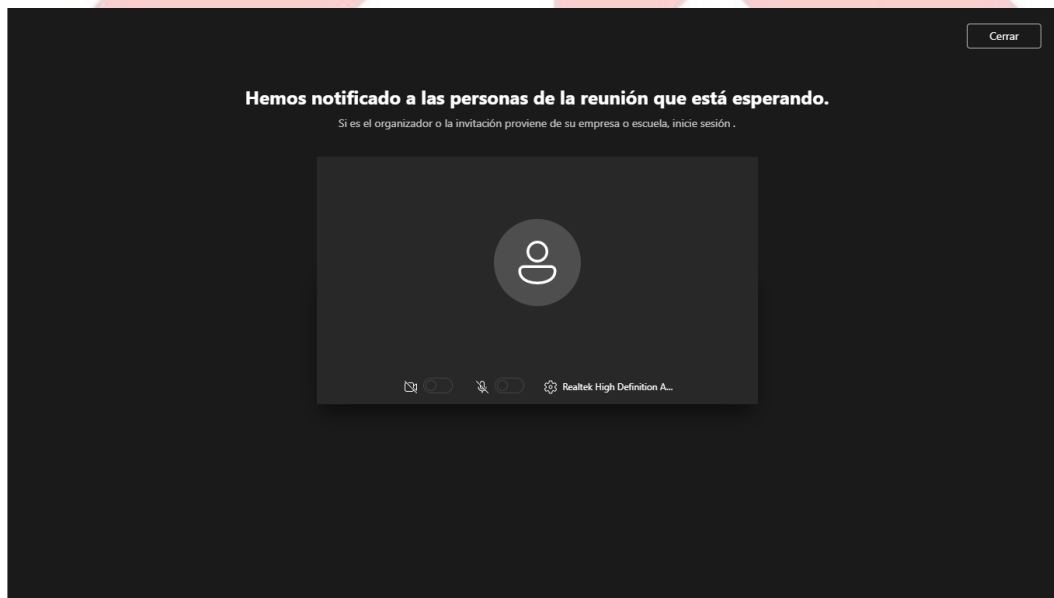 Cerrar
Hemos notificado a las personas de la reunión que está esperando.
Si es el organizador o la invitación proviene de su empresa o escuela, inicie sesión .
Realtek High Definition A...